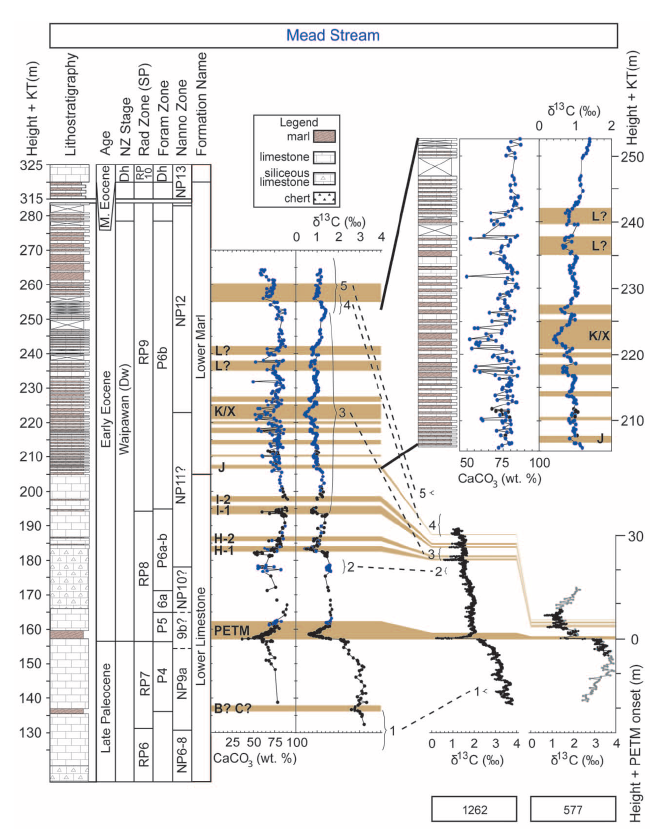 Mead Stream
Height + KT(m)
Lithostratigraphy
Age
NZ Stage
Rad Zone (SP)
Foram Zone
Nanno Zone
Formation Name
Legend
marl
limestone
siliceous
limestone
chert
325
315
280
270
260
250
240
230
220
210
200
190
180
170
160
150
140
130
M. Eocene
Early Eocene
Late Paleocene
Dh
Waipawan (Dw)
RP
10
RP9
RP8
RP7
RP6
Dh
P6b
P6a-b
6a
P5
P4
NP13
NP12
NP11?
NP10?
9b?
NP9a
NP6-8
Lower Marl
Lower Limestone
δ13C (‰)
0 1 2 3 4
L?
L?
K/X
J
I-2
I-1
H-2
H-1
PETM
B? C?
25 50 75 100
CaCO3 (wt. %)
5
4
3
2
1
5
4
3
2
1
0 1 2 3 4
δ13C (‰)
1262
0 1 2 3 4
δ13C (‰)
577
30
0
Height + PETM onset (m)
δ13C (‰)
0 1 2
L?
L?
K/X
J
50 75 100
CaCO3 (wt. %)
250
240
230
220
210
Height + KT(m)